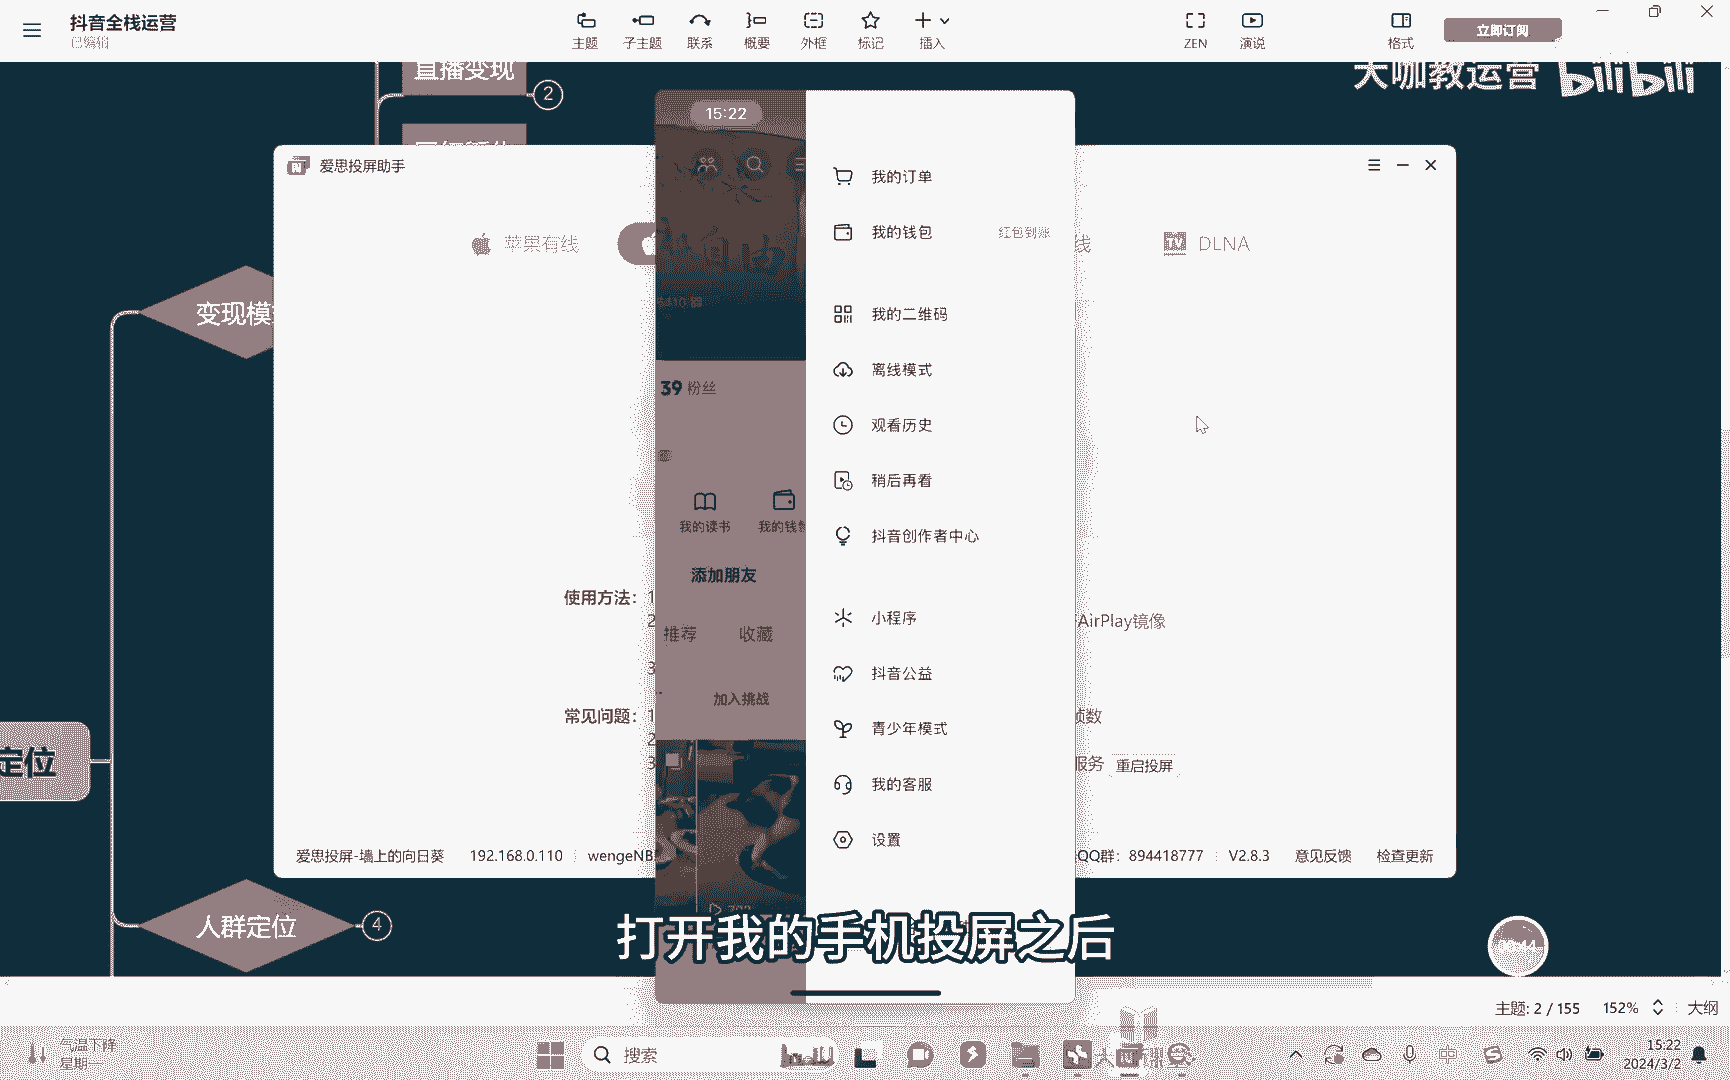 抖音全栈运营
已编辑
主题
子主题
联系
概要
外框
标记
插入
ZEN
演说
格式
立即订阅
直播变现
2
大咖教运营 bilibili
15:22
爱思投屏助手
苹果有线
线
DLNA
我的订单
我的钱包
红包到账
我的二维码
离线模式
观看历史
稍后再看
抖音创作者中心
小程序
抖音公益
青少年模式
我的客服
设置
39 粉丝
我的读书
我的钱包
添加朋友
推荐
收藏
加入挑战
变现模
使用方法：
1
2
AirPlay镜像
3
常见问题：
1
帧数
2
3
服务
重启投屏
定位
人群定位
4
爱思投屏-墙上的向日葵
192.168.0.110
wengeNB
QQ群：894418777
V2.8.3
意见反馈
检查更新
打开我的手机投屏之后
主题: 2 / 155
152%
大纲
气温下降
星期一
搜索
中
15:22
2024/3/2